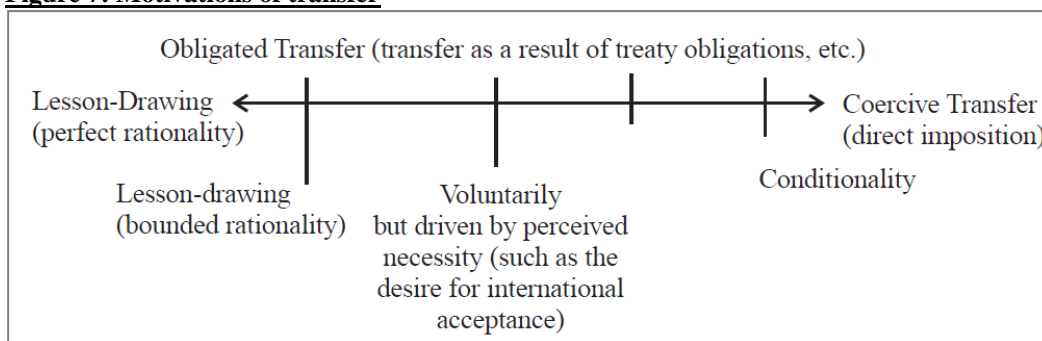 Figure 7. Motivations of transfer
Obligated Transfer (transfer as a result of treaty obligations, etc.)
Lesson-Drawing
(perfect rationality)
Coercive Transfer
(direct imposition)
Lesson-drawing
(bounded rationality)
Voluntarily
but driven by perceived
necessity (such as the
desire for international
acceptance)
Conditionality